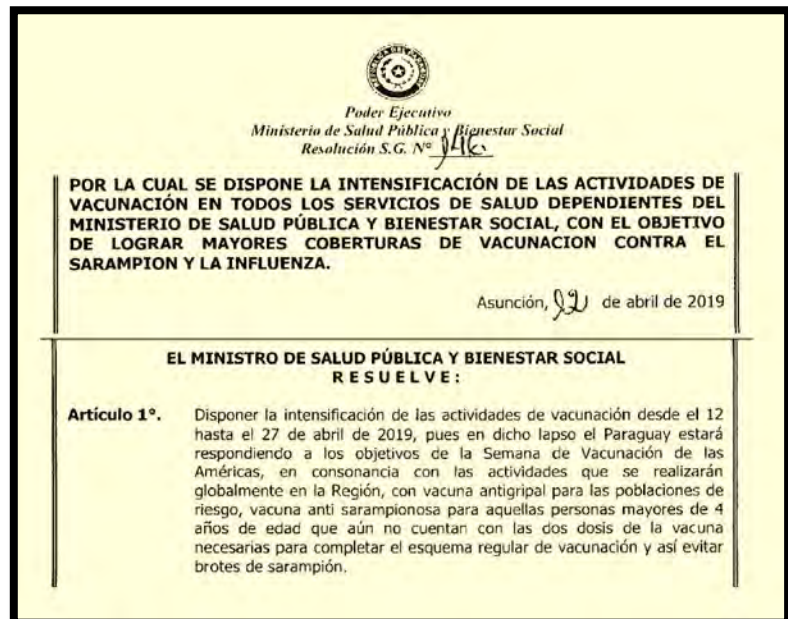 REPÚBLICA DEL PARAGUAY
Poder Ejecutivo
Ministerio de Salud Pública y Bienestar Social
Resolución S.G. Nº
POR LA CUAL SE DISPONE LA INTENSIFICACIÓN DE LAS ACTIVIDADES DE
VACUNACIÓN EN TODOS LOS SERVICIOS DE SALUD DEPENDIENTES DEL
MINISTERIO DE SALUD PÚBLICA Y BIENESTAR SOCIAL, CON EL OBJETIVO
DE LOGRAR MAYORES COBERTURAS DE VACUNACION CONTRA EL
SARAMPION Y LA INFLUENZA.
Asunción, de abril de 2019
EL MINISTRO DE SALUD PÚBLICA Y BIENESTAR SOCIAL
R E S U E L V E :
Artículo 1º. Disponer la intensificación de las actividades de vacunación desde el 12
hasta el 27 de abril de 2019, pues en dicho lapso el Paraguay estará
respondiendo a los objetivos de la Semana de Vacunación de las
Américas, en consonancia con las actividades que se realizarán
globalmente en la Región, con vacuna antigripal para las poblaciones de
riesgo, vacuna anti sarampionosa para aquellas personas mayores de 4
años de edad que aún no cuentan con las dos dosis de la vacuna
necesarias para completar el esquema regular de vacunación y así evitar
brotes de sarampión.